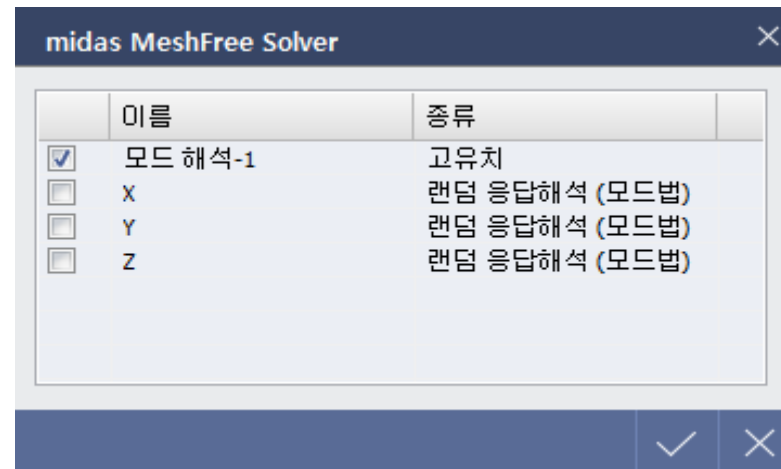 midas MeshFree Solver
이름 종류
모드 해석-1 고유치
X 랜덤 응답해석 (모드법)
Y 랜덤 응답해석 (모드법)
Z 랜덤 응답해석 (모드법)